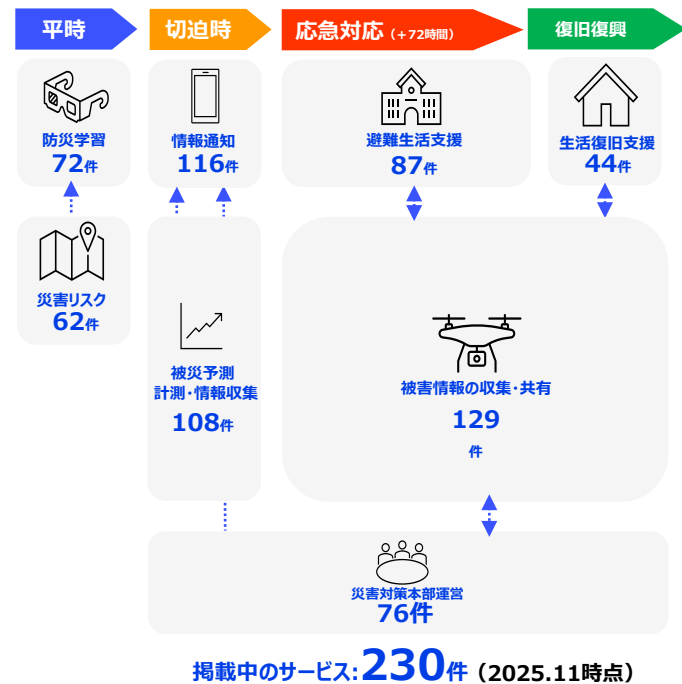 平時
切迫時
応急対応（+72時間）
復旧復興
防災学習
72件
情報通知
116件
避難生活支援
87件
生活復旧支援
44件
災害リスク
62件
被災予測
計測・情報収集
108件
被害情報の収集・共有
129
件
災害対策本部運営
76件
掲載中のサービス:230件（2025.11時点）